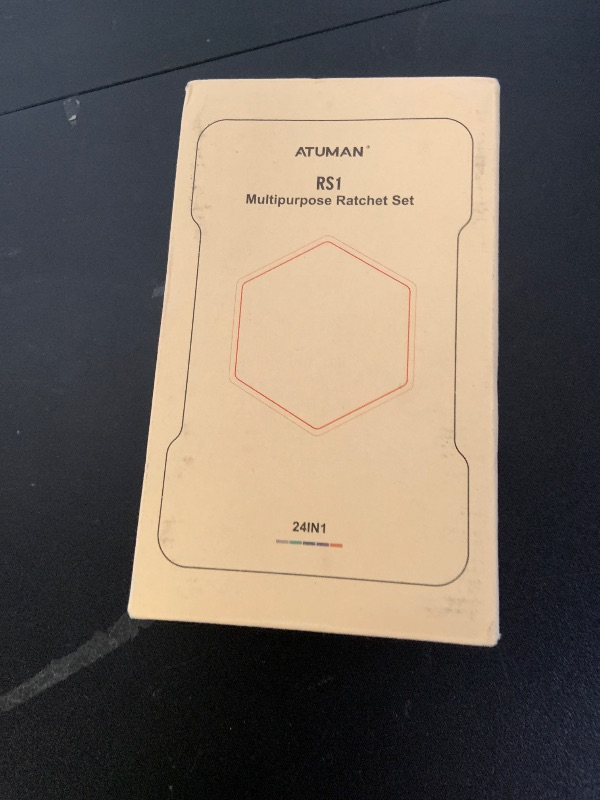 ATUMAN®
RS1
Multipurpose Ratchet Set
24IN1